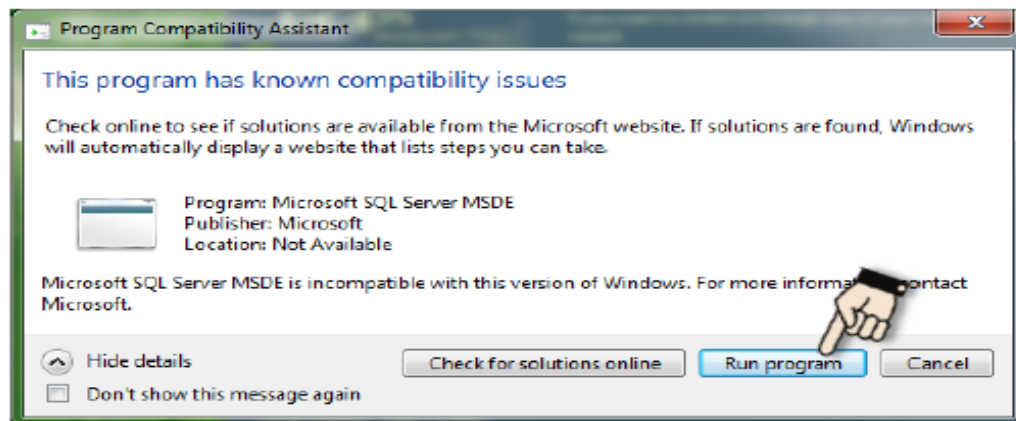 Program Compatibility Assistant
This program has known compatibility issues
Check online to see if solutions are available from the Microsoft website. If solutions are found, Windows
will automatically display a website that lists steps you can take.
Program: Microsoft SQL Server MSDE
Publisher: Microsoft
Location: Not Available
Microsoft SQL Server MSDE is incompatible with this version of Windows. For more contact
Microsoft.
Hide details
Check for solutions online
Run program
Cancel
Don't show this message again